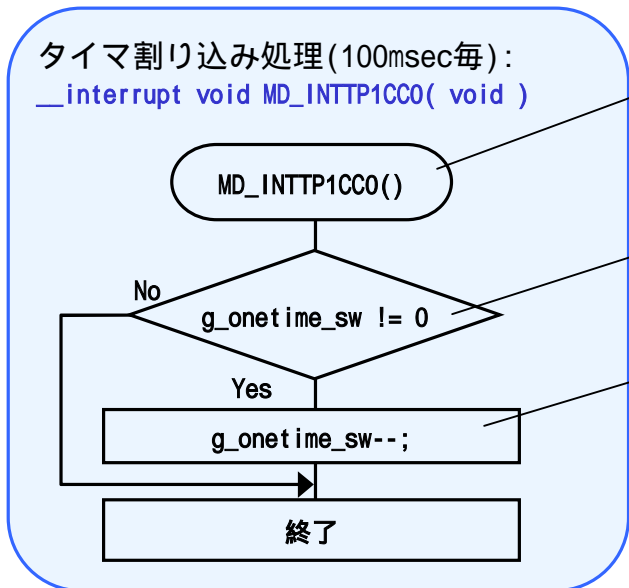 タイマ割り込み処理(100msec毎):
__interrupt void MD_INTTP1CC0( void )
MD_INTTP1CC0()
No
g_onetime_sw != 0
Yes
g_onetime_sw--;
終了